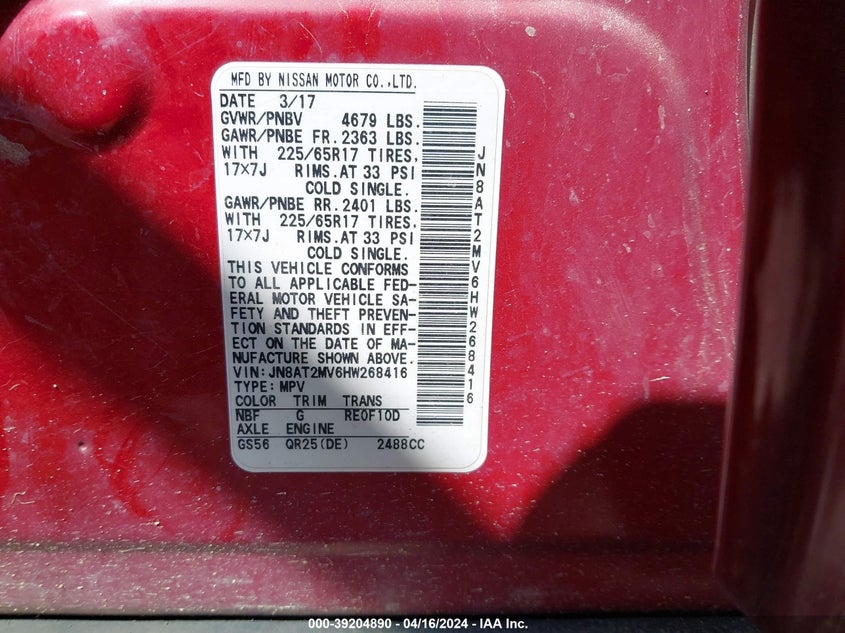 MFD BY NISSAN MOTOR CO.,LTD.
DATE 3/17
GVWR/PNBV 4679 LBS.
GAWR/PNBE FR. 2363 LBS.
WITH 225/65R17 TIRES,
17×7J RIMS. AT 33 PSI
COLD SINGLE.
GAWR/PNBE RR. 2401 LBS.
WITH 225/65R17 TIRES,
17×7J RIMS. AT 33 PSI
COLD SINGLE.
THIS VEHICLE CONFORMS
TO ALL APPLICABLE FED-
ERAL MOTOR VEHICLE SA-
FETY AND THEFT PREVEN-
TION STANDARDS IN EFF-
ECT ON THE DATE OF MA-
NUFACTURE SHOWN ABOVE.
VIN:JN8AT2MV6HW268416
TYPE:MPV
COLOR TRIM TRANS
NBF G RE0F10D
AXLE ENGINE
GS56 QR25(DE) 2488CC
JN8AT2MV6HW268416
000-39204890 - 04/16/2024 - IAA Inc.